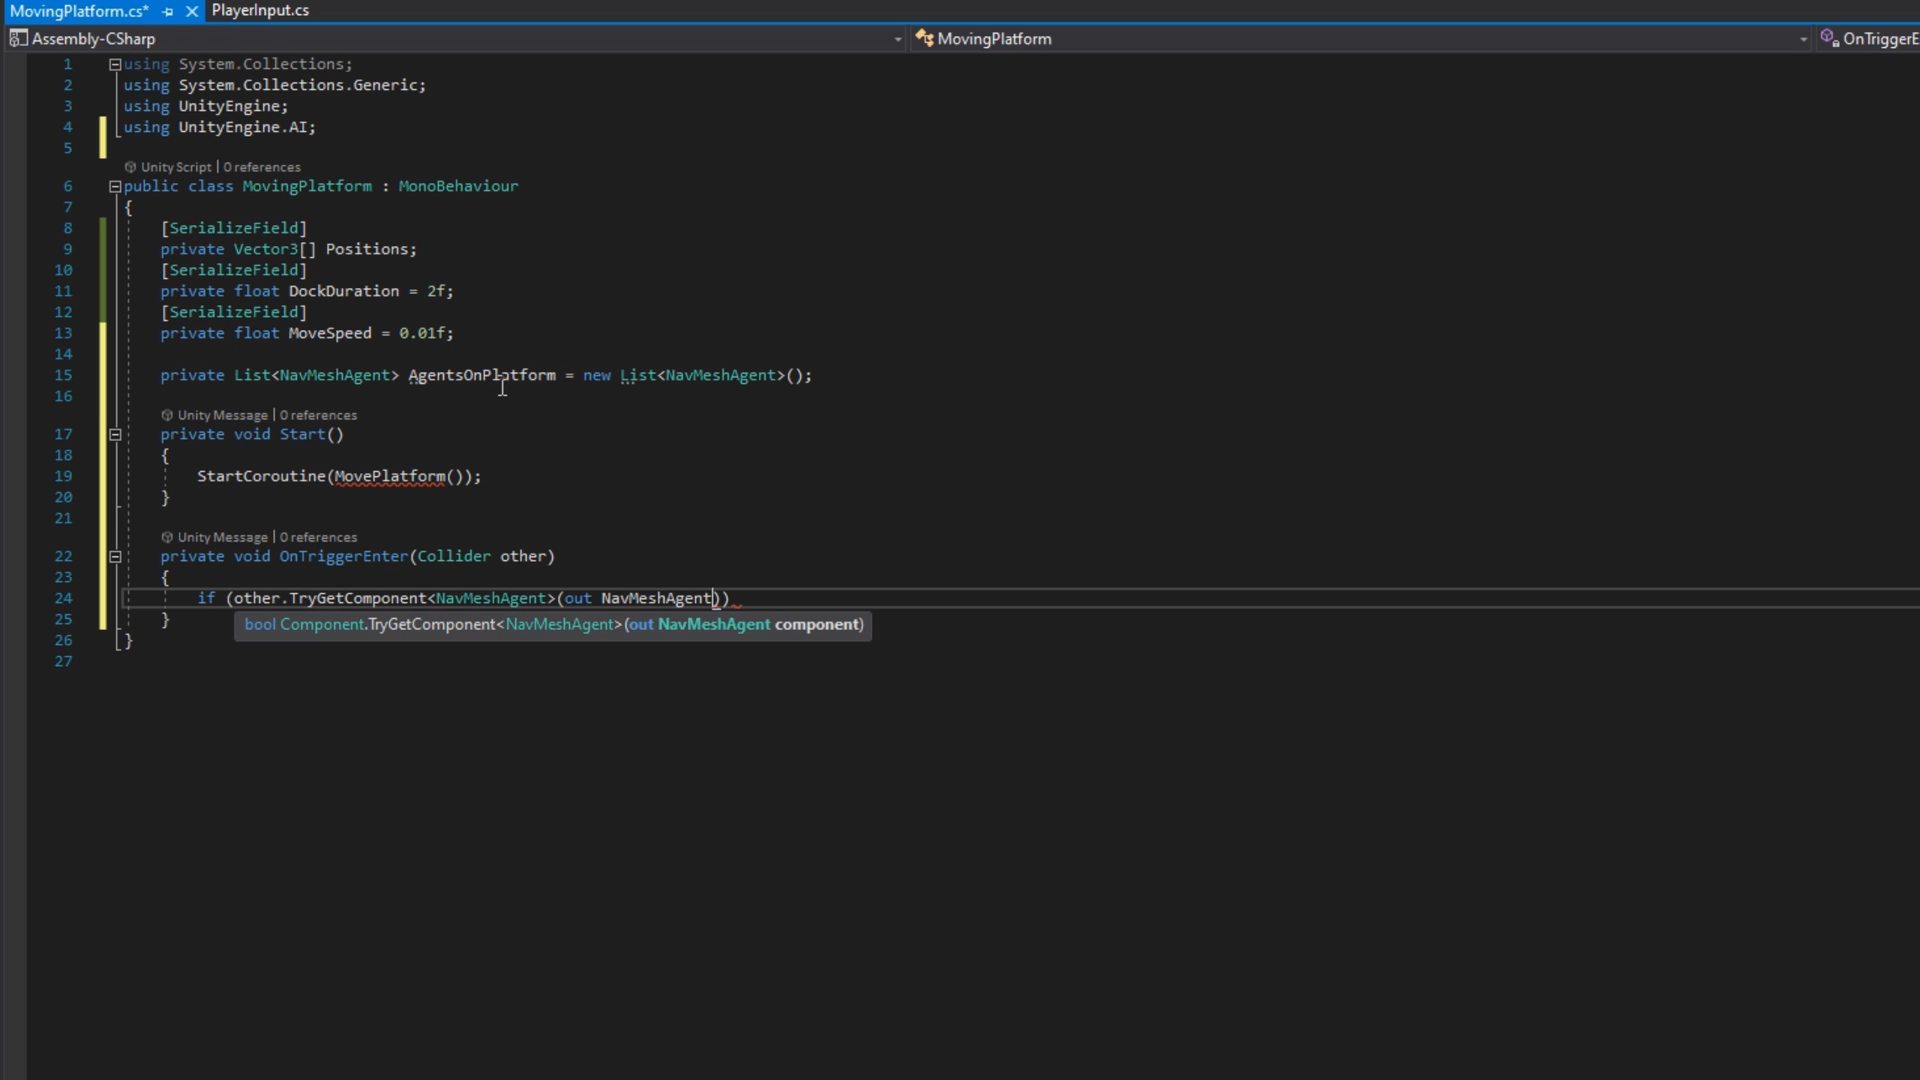 MovingPlatform.cs* PlayerInput.cs
Assembly-CSharp MovingPlatform OnTriggerE
1 using System.Collections;
2 using System.Collections.Generic;
3 using UnityEngine;
4 using UnityEngine.AI;
5
Unity Script | 0 references
6 public class MovingPlatform : MonoBehaviour
7 {
8 [SerializeField]
9 private Vector3[] Positions;
10 [SerializeField]
11 private float DockDuration = 2f;
12 [SerializeField]
13 private float MoveSpeed = 0.01f;
14
15 private List<NavMeshAgent> AgentsOnPlatform = new List<NavMeshAgent>();
16
Unity Message | 0 references
17 private void Start()
18 {
19 StartCoroutine(MovePlatform());
20 }
21
Unity Message | 0 references
22 private void OnTriggerEnter(Collider other)
23 {
24 if (other.TryGetComponent<NavMeshAgent>(out NavMeshAgent))
25 }
bool Component.TryGetComponent<NavMeshAgent>(out NavMeshAgent component)
26 }
27